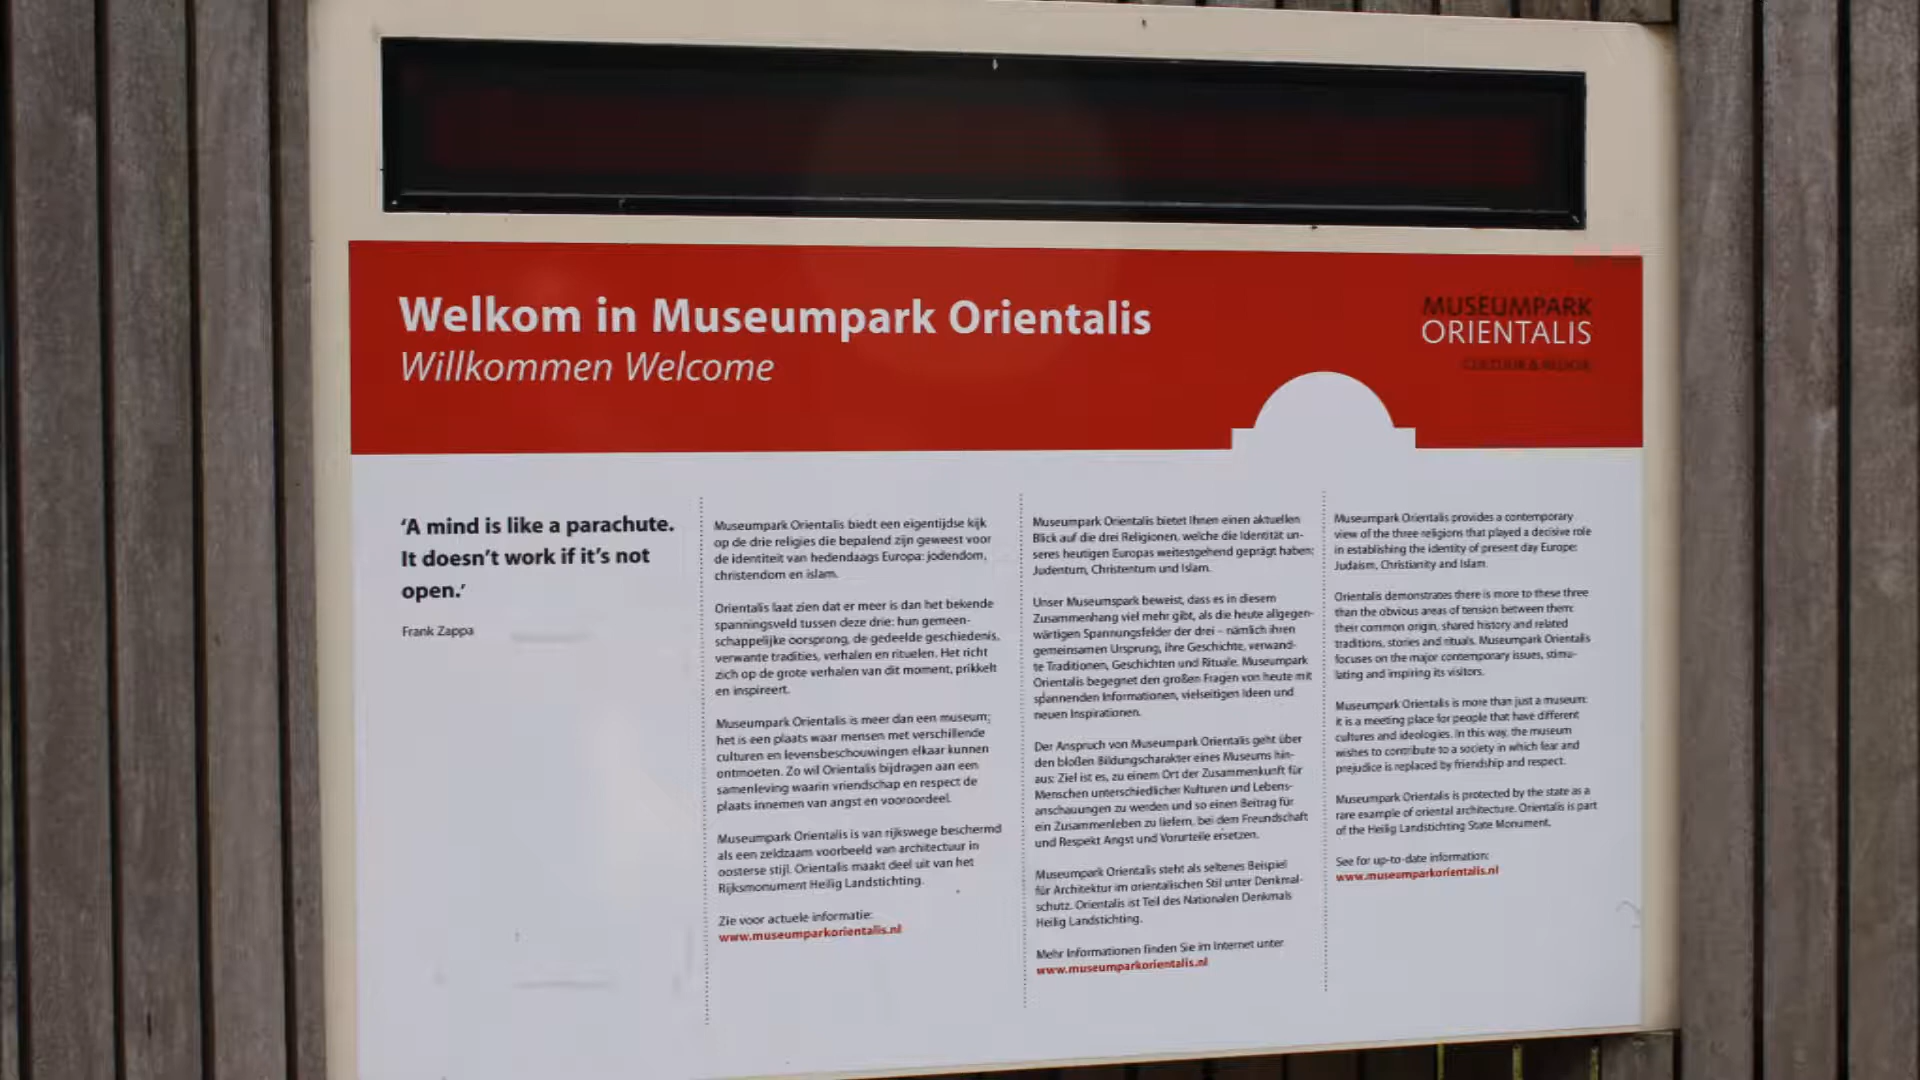 Welkom in Museumpark Orientalis
Willkommen Welcome
MUSEUMPARK
ORIENTALIS
CULTUUR & RELIGIE
‘A mind is like a parachute.
It doesn’t work if it’s not
open.’
Frank Zappa
Museumpark Orientalis biedt een eigentijdse kijk
op de drie religies die bepalend zijn geweest voor
de identiteit van hedendaags Europa: jodendom,
christendom en islam.
Orientalis laat zien dat er meer is dan het bekende
spanningsveld tussen deze drie: hun gemeen-
schappelijke oorsprong, de gedeelde geschiedenis,
verwante tradities, verhalen en rituelen. Het richt
zich op de grote verhalen van dit moment, prikkelt
en inspireert.
Museumpark Orientalis is meer dan een museum;
het is een plaats waar mensen met verschillende
culturen en levensbeschouwingen elkaar kunnen
ontmoeten. Zo wil Orientalis bijdragen aan een
samenleving waarin vriendschap en respect de
plaats innemen van angst en vooroordeel.
Museumpark Orientalis is van rijkswege beschermd
als een zeldzaam voorbeeld van architectuur in
oosterse stijl. Orientalis maakt deel uit van het
Rijksmonument Heilig Landstichting.
Zie voor actuele informatie:
www.museumparkorientalis.nl
Museumpark Orientalis bietet Ihnen einen aktuellen
Blick auf die drei Religionen, welche die Identität un-
seres heutigen Europas weitestgehend geprägt haben:
Judentum, Christentum und Islam.
Unser Museumspark beweist, dass es in diesem
Zusammenhang viel mehr gibt, als die heute allgegen-
wärtigen Spannungsfelder der drei – nämlich ihren
gemeinsamen Ursprung, ihre Geschichte, verwand-
te Traditionen, Geschichten und Rituale. Museumpark
Orientalis begegnet den großen Fragen von heute mit
spannenden Informationen, vielseitigen Ideen und
neuen Inspirationen.
Der Anspruch von Museumpark Orientalis geht über
den bloßen Bildungscharakter eines Museums hin-
aus: Ziel ist es, zu einem Ort der Zusammenkunft für
Menschen unterschiedlicher Kulturen und Lebens-
anschauungen zu werden und so einen Beitrag für
ein Zusammenleben zu liefern, bei dem Freundschaft
und Respekt Angst und Vorurteile ersetzen.
Museumpark Orientalis steht als seltenes Beispiel
für Architektur im orientalischen Stil unter Denkmal-
schutz. Orientalis ist Teil des Nationalen Denkmals
Heilig Landstichting.
Mehr Informationen finden Sie im Internet unter
www.museumparkorientalis.nl
Museumpark Orientalis provides a contemporary
view of the three religions that played a decisive role
in establishing the identity of present day Europe:
Judaism, Christianity and Islam.
Orientalis demonstrates there is more to these three
than the obvious areas of tension between them:
their common origin, shared history and related
traditions, stories and rituals. Museumpark Orientalis
focuses on the major contemporary issues, stimu-
lating and inspiring its visitors.
Museumpark Orientalis is more than just a museum:
it is a meeting place for people that have different
cultures and ideologies. In this way, the museum
wishes to contribute to a society in which fear and
prejudice is replaced by friendship and respect.
Museumpark Orientalis is protected by the state as a
rare example of oriental architecture. Orientalis is part
of the Heilig Landstichting State Monument.
See for up-to-date information:
www.museumparkorientalis.nl